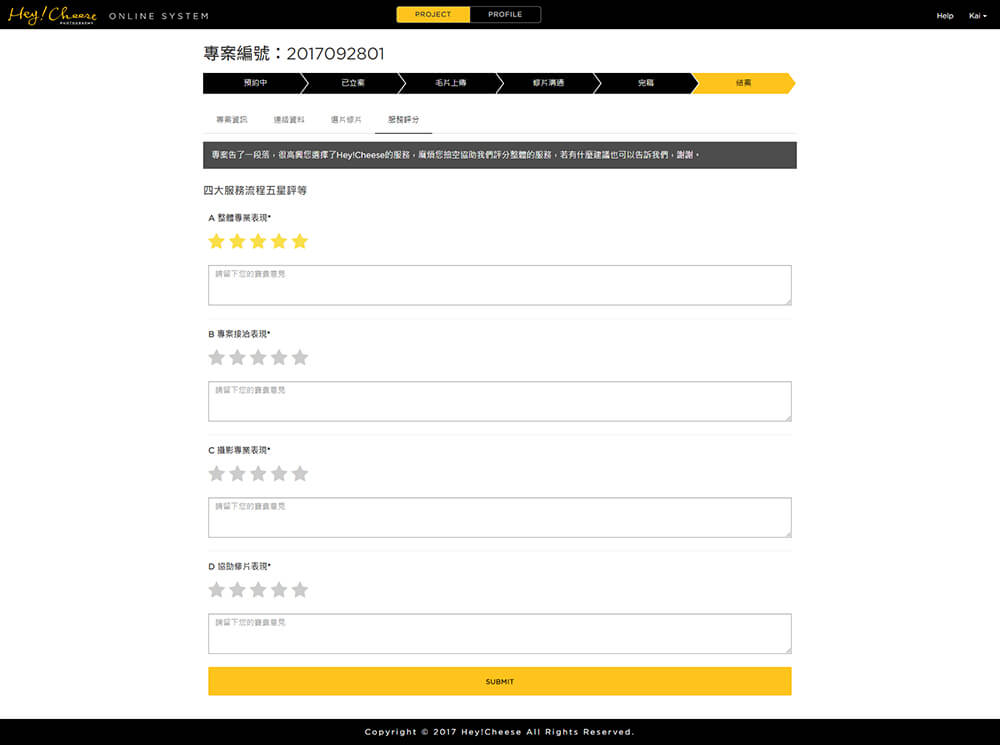 Hey! Cheese
PHOTOGRAPHY
ONLINE SYSTEM
PROJECT
PROFILE
Help
Kai
專案編號：2017092801
預約中
已立案
毛片上傳
修片溝通
完稿
結案
專案資訊
連絡資料
選片修片
服務評分
專案告了一段落，很高興您選擇了Hey!Cheese的服務，麻煩您抽空協助我們評分整體的服務，若有什麼建議也可以告訴我們，謝謝。
四大服務流程五星評等
A 整體專業表現*
請留下您的寶貴意見
B 專案接洽表現*
請留下您的寶貴意見
C 攝影專業表現*
請留下您的寶貴意見
D 協助修片表現*
請留下您的寶貴意見
SUBMIT
Copyright © 2017 Hey!Cheese All Rights Reserved.